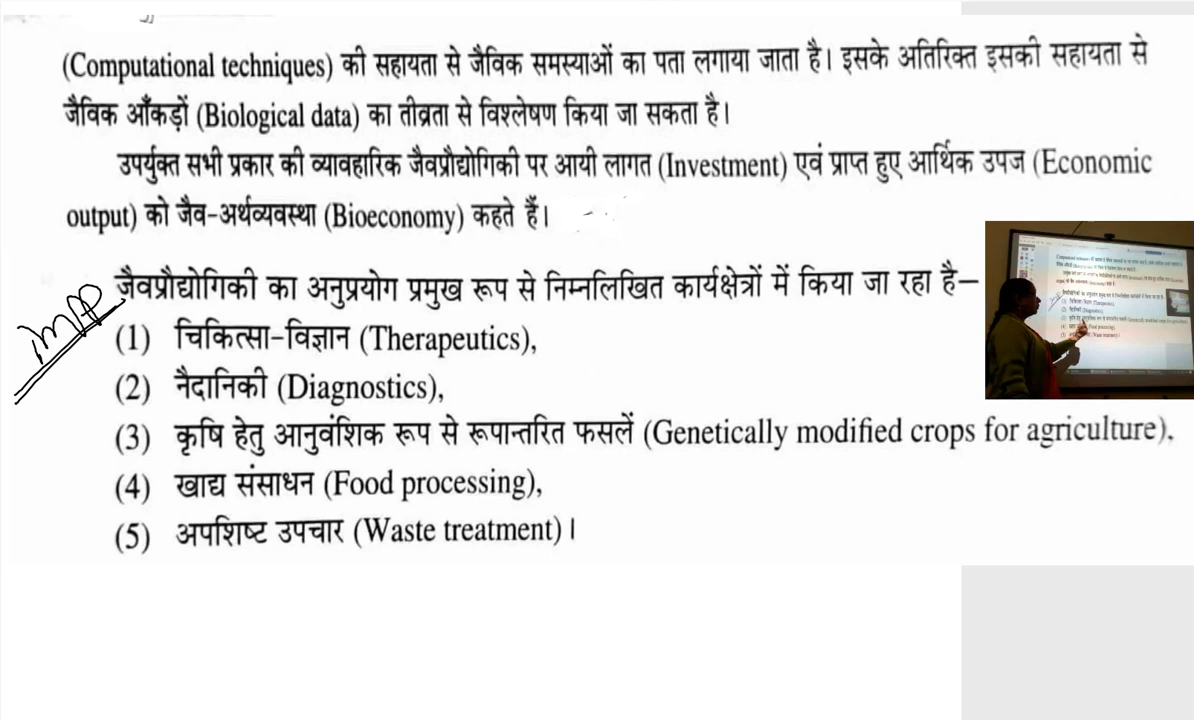 (Computational techniques) की सहायता से जैविक समस्याओं का पता लगाया जाता है। इसके अतिरिक्त इसकी सहायता से
जैविक आँकड़ों (Biological data) का तीव्रता से विश्लेषण किया जा सकता है।
उपर्युक्त सभी प्रकार की व्यावहारिक जैवप्रौद्योगिकी पर आयी लागत (Investment) एवं प्राप्त हुए आर्थिक उपज (Economic
output) को जैव-अर्थव्यवस्था (Bioeconomy) कहते हैं।
Imp
जैवप्रौद्योगिकी का अनुप्रयोग प्रमुख रूप से निम्नलिखित कार्यक्षेत्रों में किया जा रहा है—
(1) चिकित्सा-विज्ञान (Therapeutics),
(2) नैदानिकी (Diagnostics),
(3) कृषि हेतु आनुवंशिक रूप से रूपान्तरित फसलें (Genetically modified crops for agriculture),
(4) खाद्य संसाधन (Food processing),
(5) अपशिष्ट उपचार (Waste treatment)।